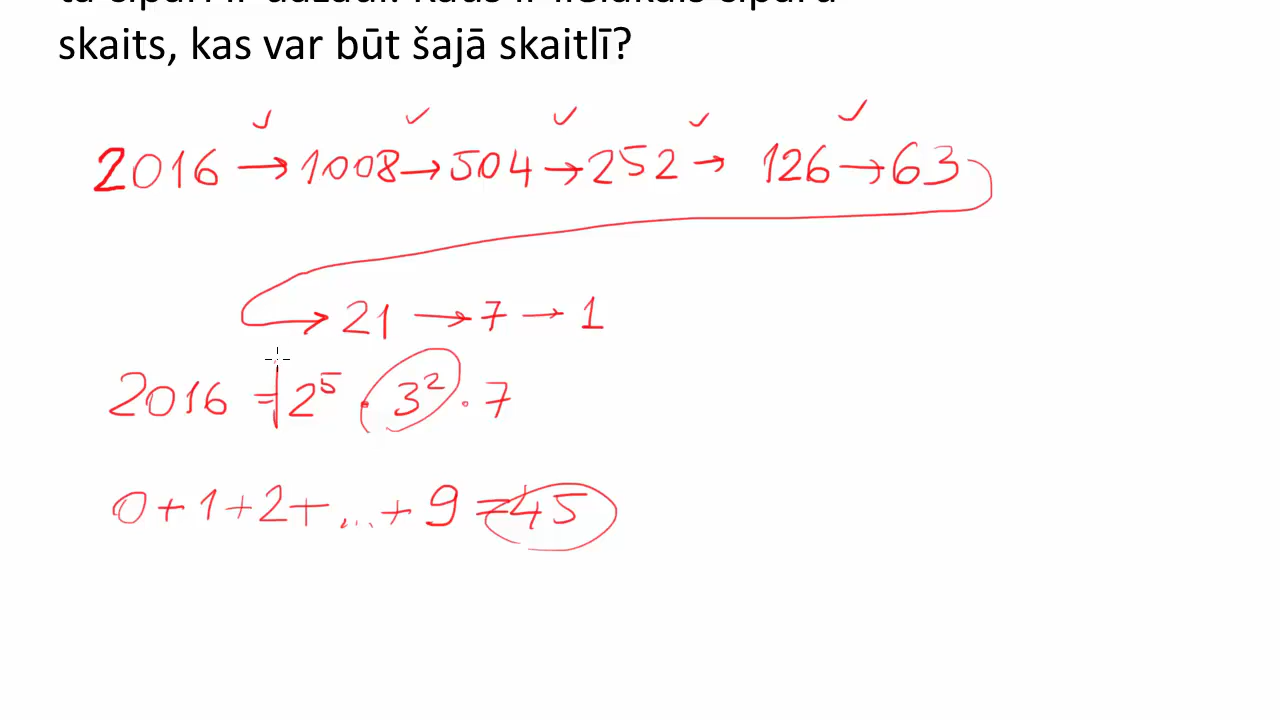 skaits, kas var būt šajā skaitlī?
2016 → 1008 → 504 → 252 → 126 → 63
→ 21 → 7 → 1
2016 = 2⁵ · 3² · 7
0 + 1 + 2 + ... + 9 = 45